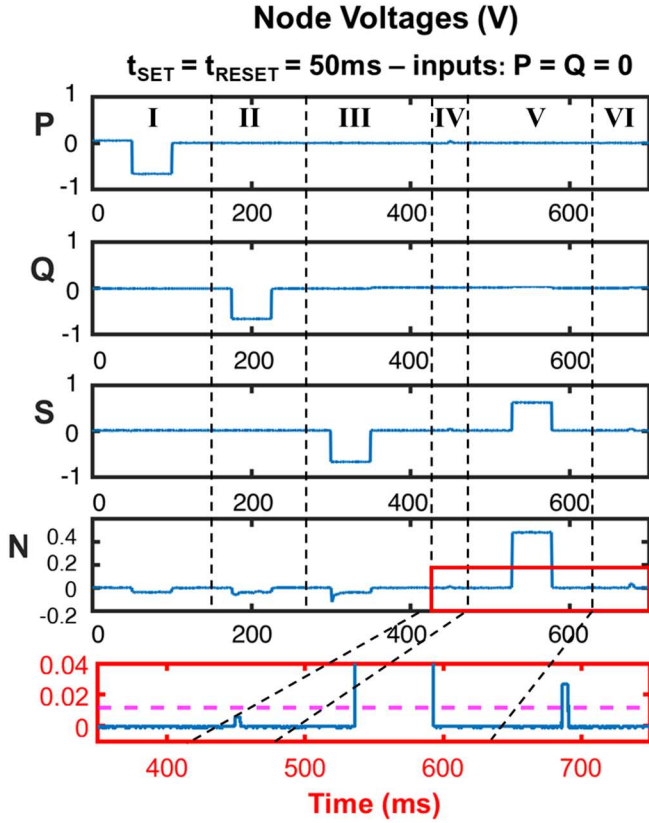 Node Voltages (V)
t_SET = t_RESET = 50ms – inputs: P = Q = 0
P
1
0
-1
I II III IV V VI
0 200 400 600
Q
1
0
-1
0 200 400 600
S
1
0
-1
0 200 400 600
N
0.4
0.2
0
-0.2
0 200 400 600
0.04
0.02
0
400 500 600 700
Time (ms)